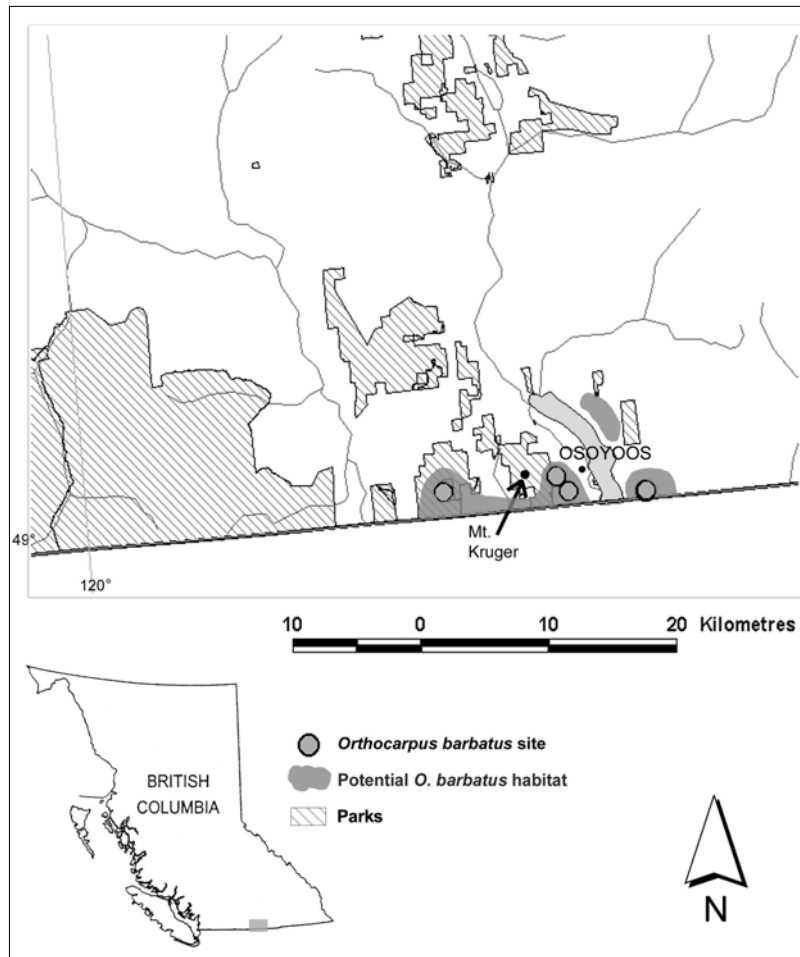 OSOYOOS
Mt.
Kruger
49°
120°
10 0 10 20 Kilometres
BRITISH
COLUMBIA
Orthocarpus barbatus site
Potential O. barbatus habitat
Parks
N